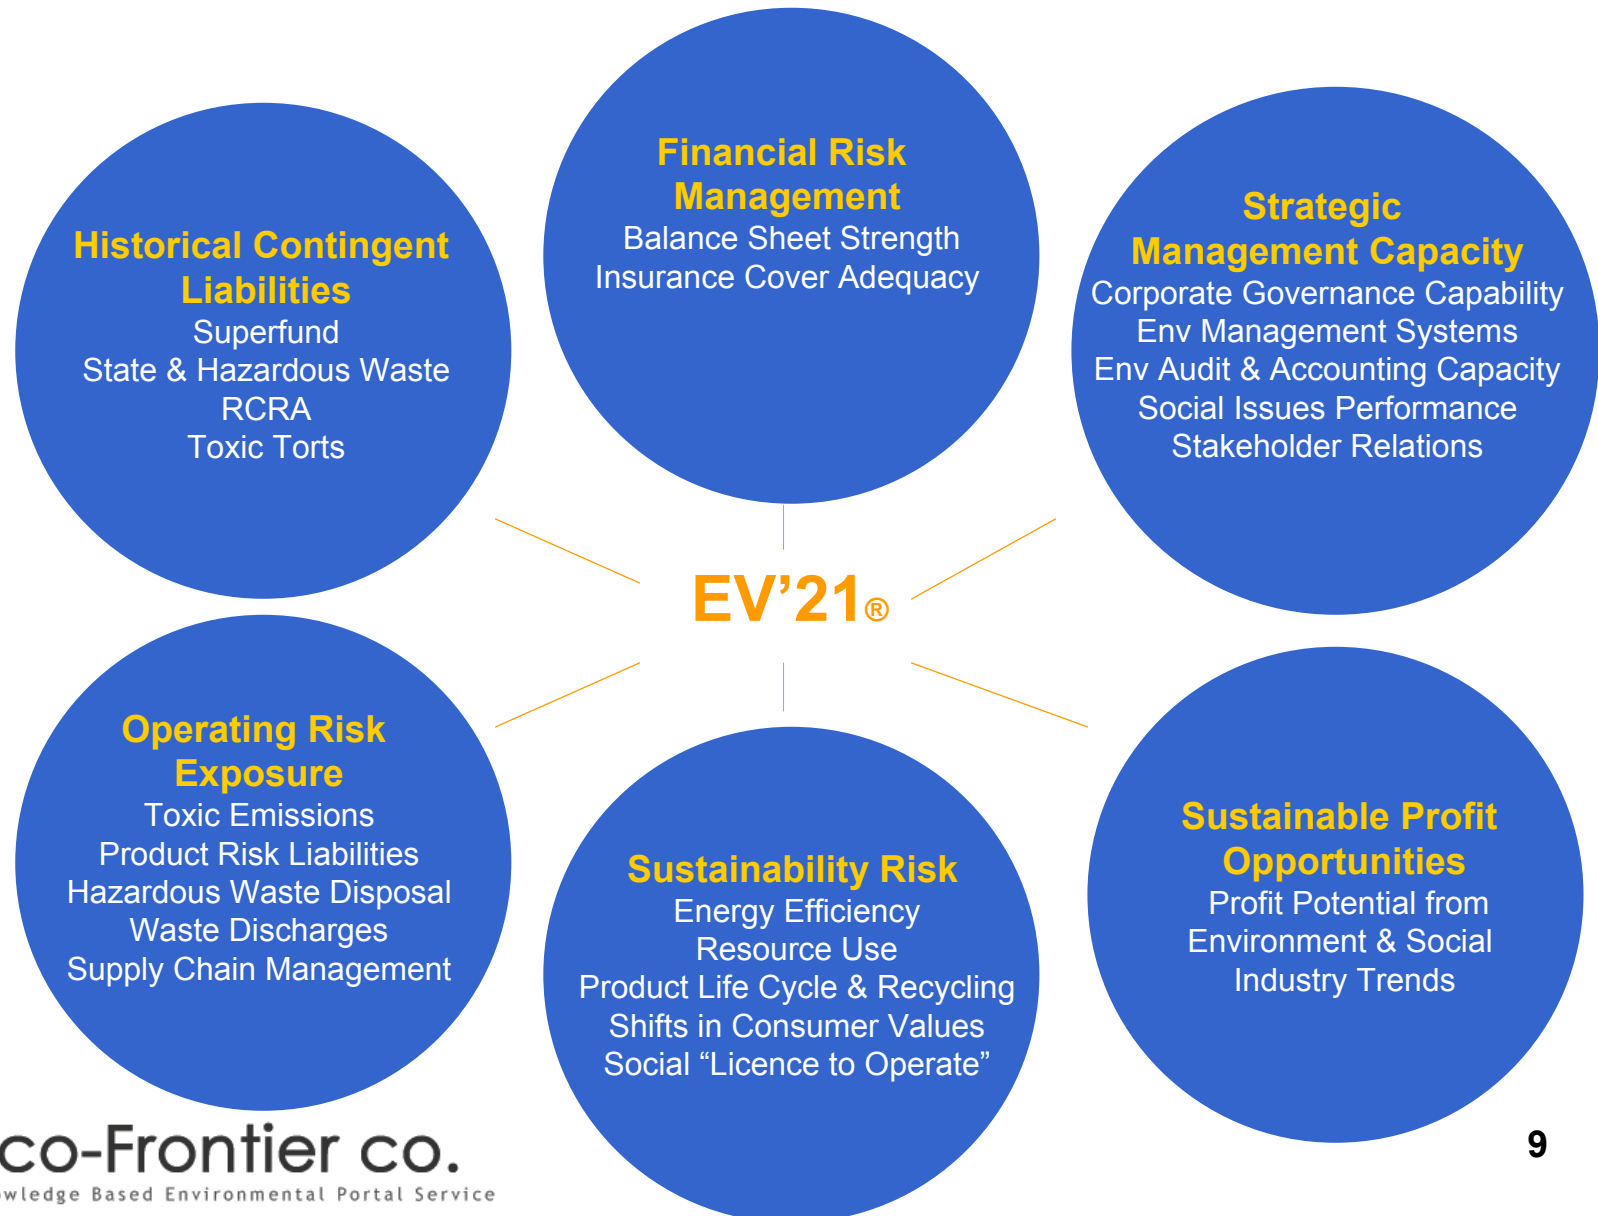 Financial Risk
Management
Balance Sheet Strength
Insurance Cover Adequacy
Historical Contingent
Liabilities
Superfund
State & Hazardous Waste
RCRA
Toxic Torts
Strategic
Management Capacity
Corporate Governance Capability
Env Management Systems
Env Audit & Accounting Capacity
Social Issues Performance
Stakeholder Relations
EV’21®
Operating Risk
Exposure
Toxic Emissions
Product Risk Liabilities
Hazardous Waste Disposal
Waste Discharges
Supply Chain Management
Sustainability Risk
Energy Efficiency
Resource Use
Product Life Cycle & Recycling
Shifts in Consumer Values
Social “Licence to Operate”
Sustainable Profit
Opportunities
Profit Potential from
Environment & Social
Industry Trends
co-Frontier co.
owledge Based Environmental Portal Service
9